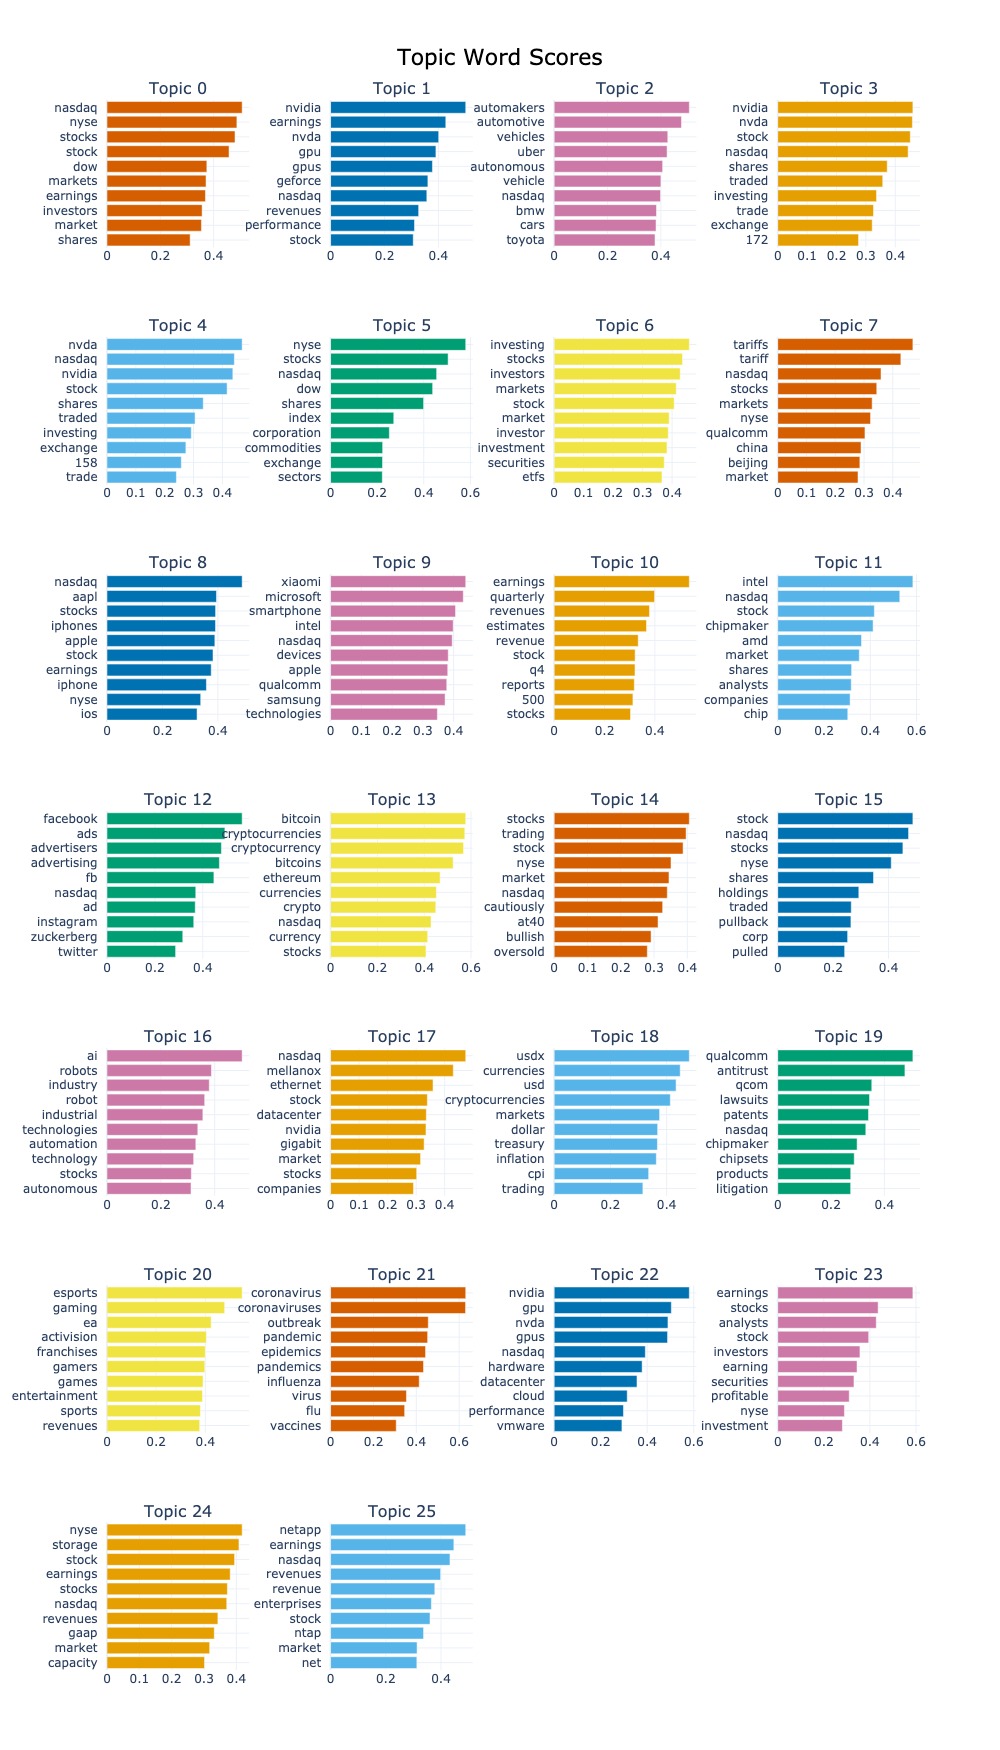 Topic Word Scores
Topic 0
nasdaq
nyse
stocks
stock
dow
markets
earnings
investors
market
shares
0 0.2 0.4
Topic 1
nvidia
earnings
nvda
gpu
gpus
geforce
nasdaq
revenues
performance
stock
0 0.2 0.4
Topic 2
automakers
automotive
vehicles
uber
autonomous
vehicle
nasdaq
bmw
cars
toyota
0 0.2 0.4
Topic 3
nvidia
nvda
stock
nasdaq
shares
traded
investing
trade
exchange
172
0 0.1 0.2 0.3 0.4
Topic 4
nvda
nasdaq
nvidia
stock
shares
traded
investing
exchange
158
trade
0 0.1 0.2 0.3 0.4
Topic 5
nyse
stocks
nasdaq
dow
shares
index
corporation
commodities
exchange
sectors
0 0.2 0.4 0.6
Topic 6
investing
stocks
investors
markets
stock
market
investor
investment
securities
etfs
0 0.1 0.2 0.3 0.4
Topic 7
tariffs
tariff
nasdaq
stocks
markets
nyse
qualcomm
china
beijing
market
0 0.1 0.2 0.3 0.4
Topic 8
nasdaq
aapl
stocks
iphones
apple
stock
earnings
iphone
nyse
ios
0 0.2 0.4
Topic 9
xiaomi
microsoft
smartphone
intel
nasdaq
devices
apple
qualcomm
samsung
technologies
0 0.1 0.2 0.3 0.4
Topic 10
earnings
quarterly
revenues
estimates
revenue
stock
q4
reports
500
stocks
0 0.2 0.4
Topic 11
intel
nasdaq
stock
chipmaker
amd
market
shares
analysts
companies
chip
0 0.2 0.4 0.6
Topic 12
facebook
ads
advertisers
advertising
fb
nasdaq
ad
instagram
zuckerberg
twitter
0 0.2 0.4
Topic 13
bitcoin
cryptocurrencies
cryptocurrency
bitcoins
ethereum
currencies
crypto
nasdaq
currency
stocks
0 0.2 0.4 0.6
Topic 14
stocks
trading
stock
nyse
market
nasdaq
cautiously
at40
bullish
oversold
0 0.1 0.2 0.3 0.4
Topic 15
stock
nasdaq
stocks
nyse
shares
holdings
traded
pullback
corp
pulled
0 0.2 0.4
Topic 16
ai
robots
industry
robot
industrial
technologies
automation
technology
stocks
autonomous
0 0.2 0.4
Topic 17
nasdaq
mellanox
ethernet
stock
datacenter
nvidia
gigabit
market
stocks
companies
0 0.1 0.2 0.3 0.4
Topic 18
usdx
currencies
usd
cryptocurrencies
markets
dollar
treasury
inflation
cpi
trading
0 0.2 0.4
Topic 19
qualcomm
antitrust
qcom
lawsuits
patents
nasdaq
chipmaker
chipsets
products
litigation
0 0.2 0.4
Topic 20
esports
gaming
ea
activision
franchises
gamers
games
entertainment
sports
revenues
0 0.2 0.4
Topic 21
coronavirus
coronaviruses
outbreak
pandemic
epidemics
pandemics
influenza
virus
flu
vaccines
0 0.2 0.4 0.6
Topic 22
nvidia
gpu
nvda
gpus
nasdaq
hardware
datacenter
cloud
performance
vmware
0 0.2 0.4 0.6
Topic 23
earnings
stocks
analysts
stock
investors
earning
securities
profitable
nyse
investment
0 0.2 0.4 0.6
Topic 24
nyse
storage
stock
earnings
stocks
nasdaq
revenues
gaap
market
capacity
0 0.1 0.2 0.3 0.4
Topic 25
netapp
earnings
nasdaq
revenues
revenue
enterprises
stock
ntap
market
net
0 0.2 0.4